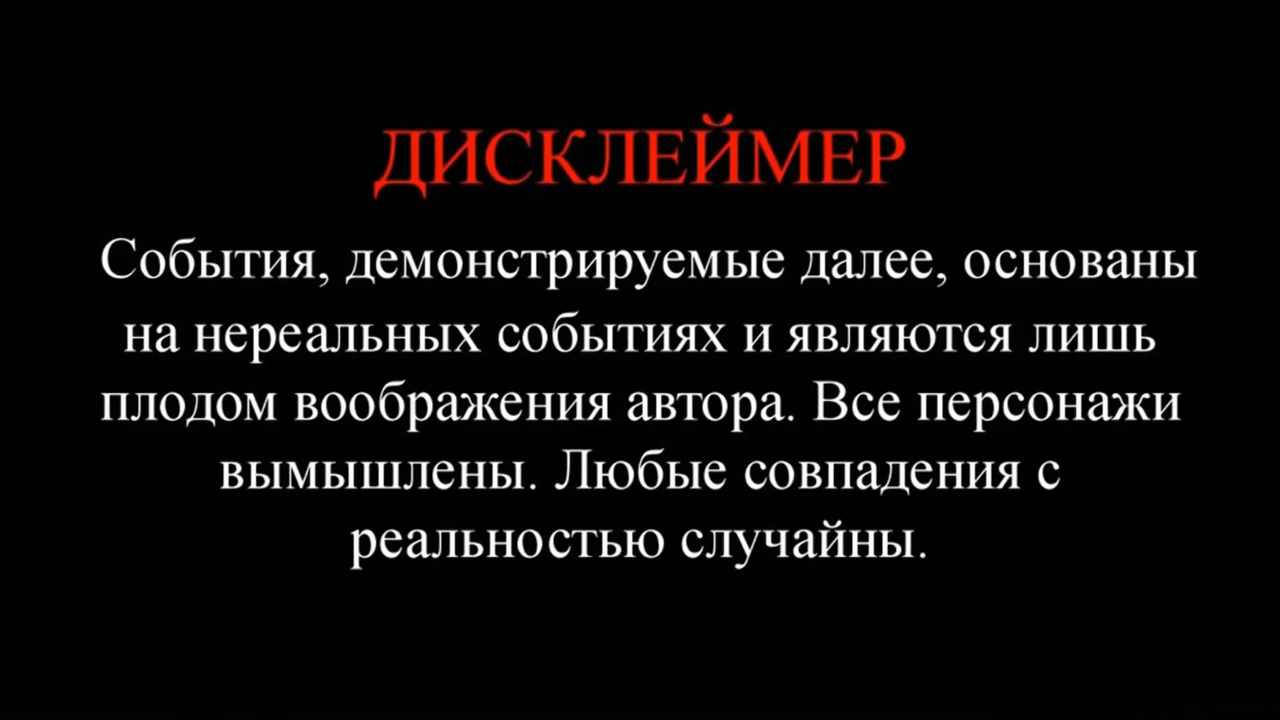 ДИСКЛЕЙМЕР
События, демонстрируемые далее, основаны
на нереальных событиях и являются лишь
плодом воображения автора. Все персонажи
вымышлены. Любые совпадения с
реальностью случайны.